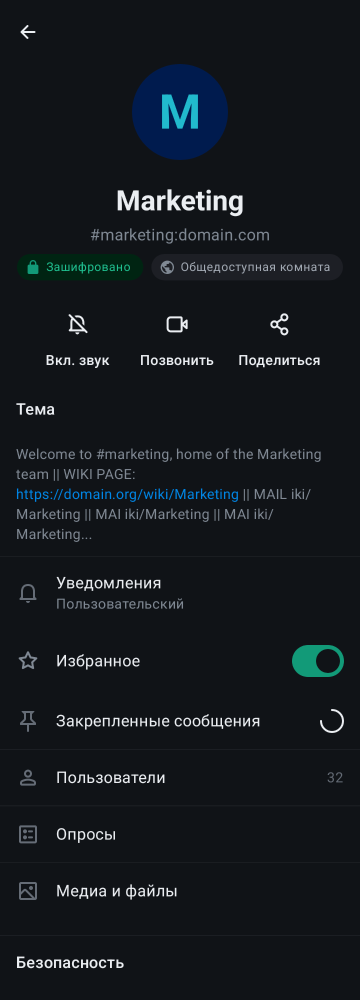 M
Marketing
#marketing:domain.com
Зашифровано
Общедоступная комната
Вкл. звук
Позвонить
Поделиться
Тема
Welcome to #marketing, home of the Marketing
team || WIKI PAGE:
https://domain.org/wiki/Marketing || MAIL iki/
Marketing || MAI iki/Marketing || MAI iki/
Marketing...
Уведомления
Пользовательский
Избранное
Закрепленные сообщения
Пользователи 32
Опросы
Медиа и файлы
Безопасность